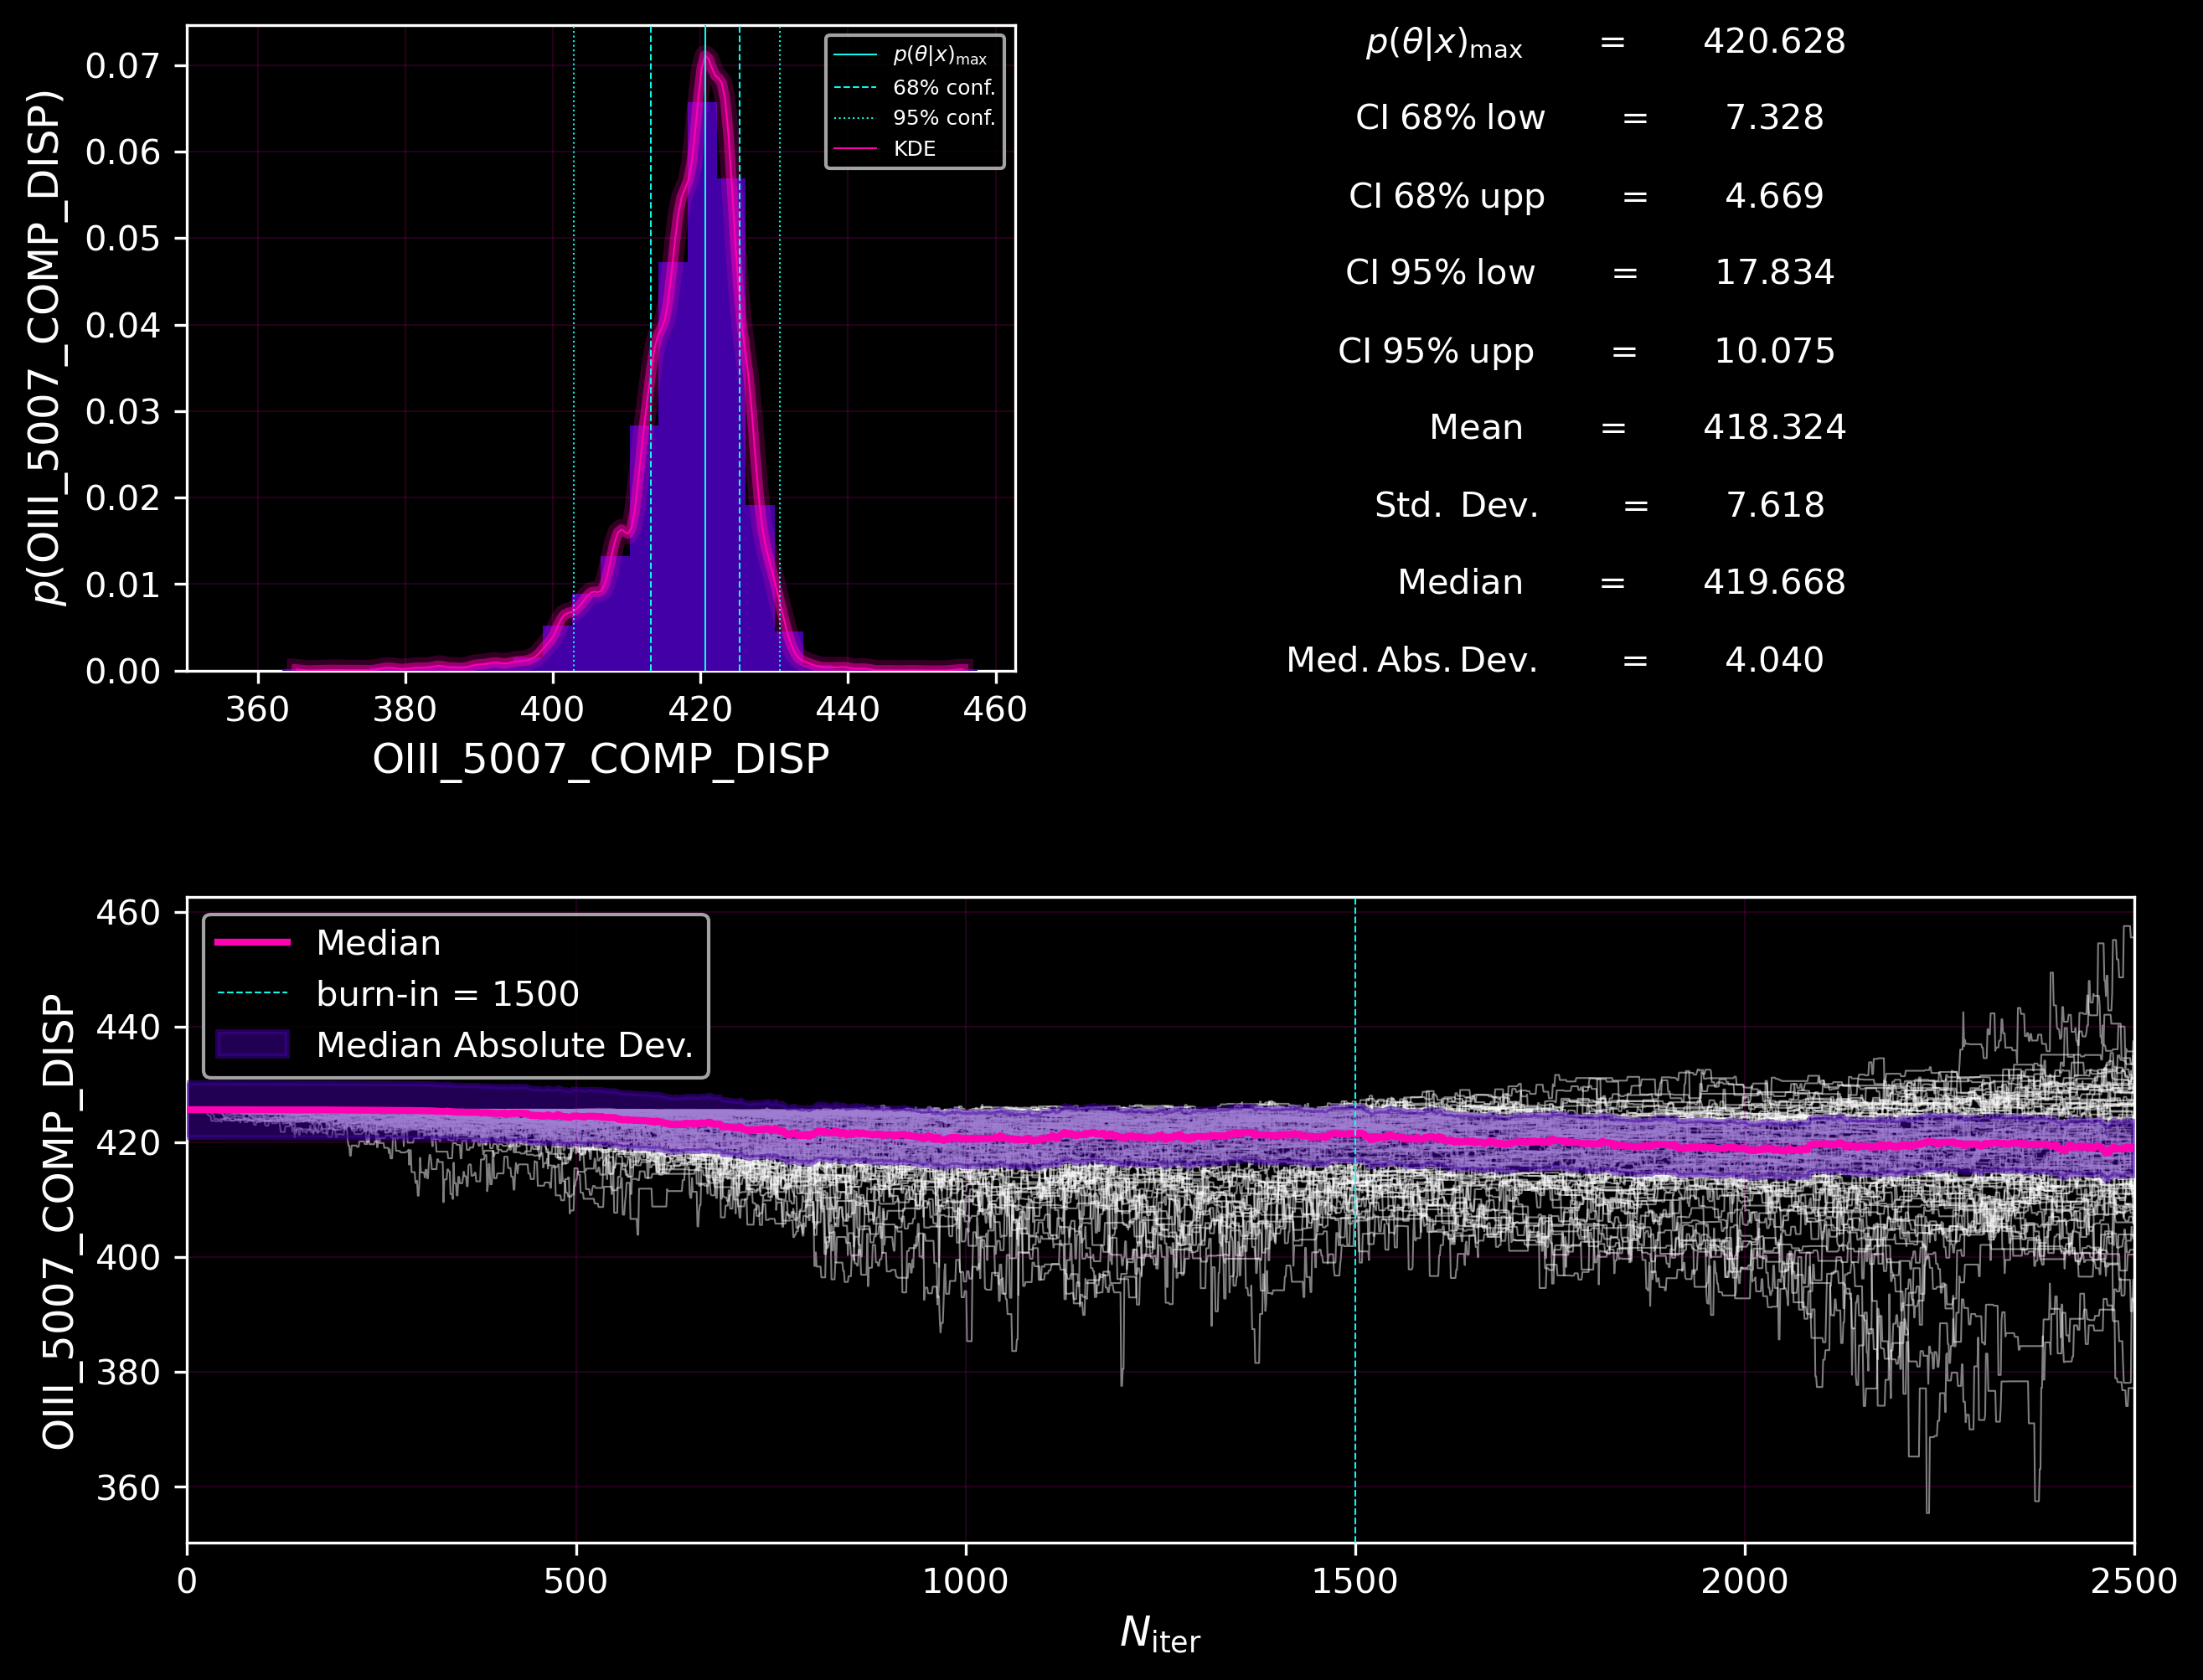 p(OIII_5007_COMP_DISP)
0.07
0.06
0.05
0.04
0.03
0.02
0.01
0.00
360 380 400 420 440 460
OIII_5007_COMP_DISP
p(θ|x)max
68% conf.
95% conf.
KDE
p(θ|x)max = 420.628
CI 68% low = 7.328
CI 68% upp = 4.669
CI 95% low = 17.834
CI 95% upp = 10.075
Mean = 418.324
Std. Dev. = 7.618
Median = 419.668
Med. Abs. Dev. = 4.040
OIII_5007_COMP_DISP
460
440
420
400
380
360
Median
burn-in = 1500
Median Absolute Dev.
0 500 1000 1500 2000 2500
Niter